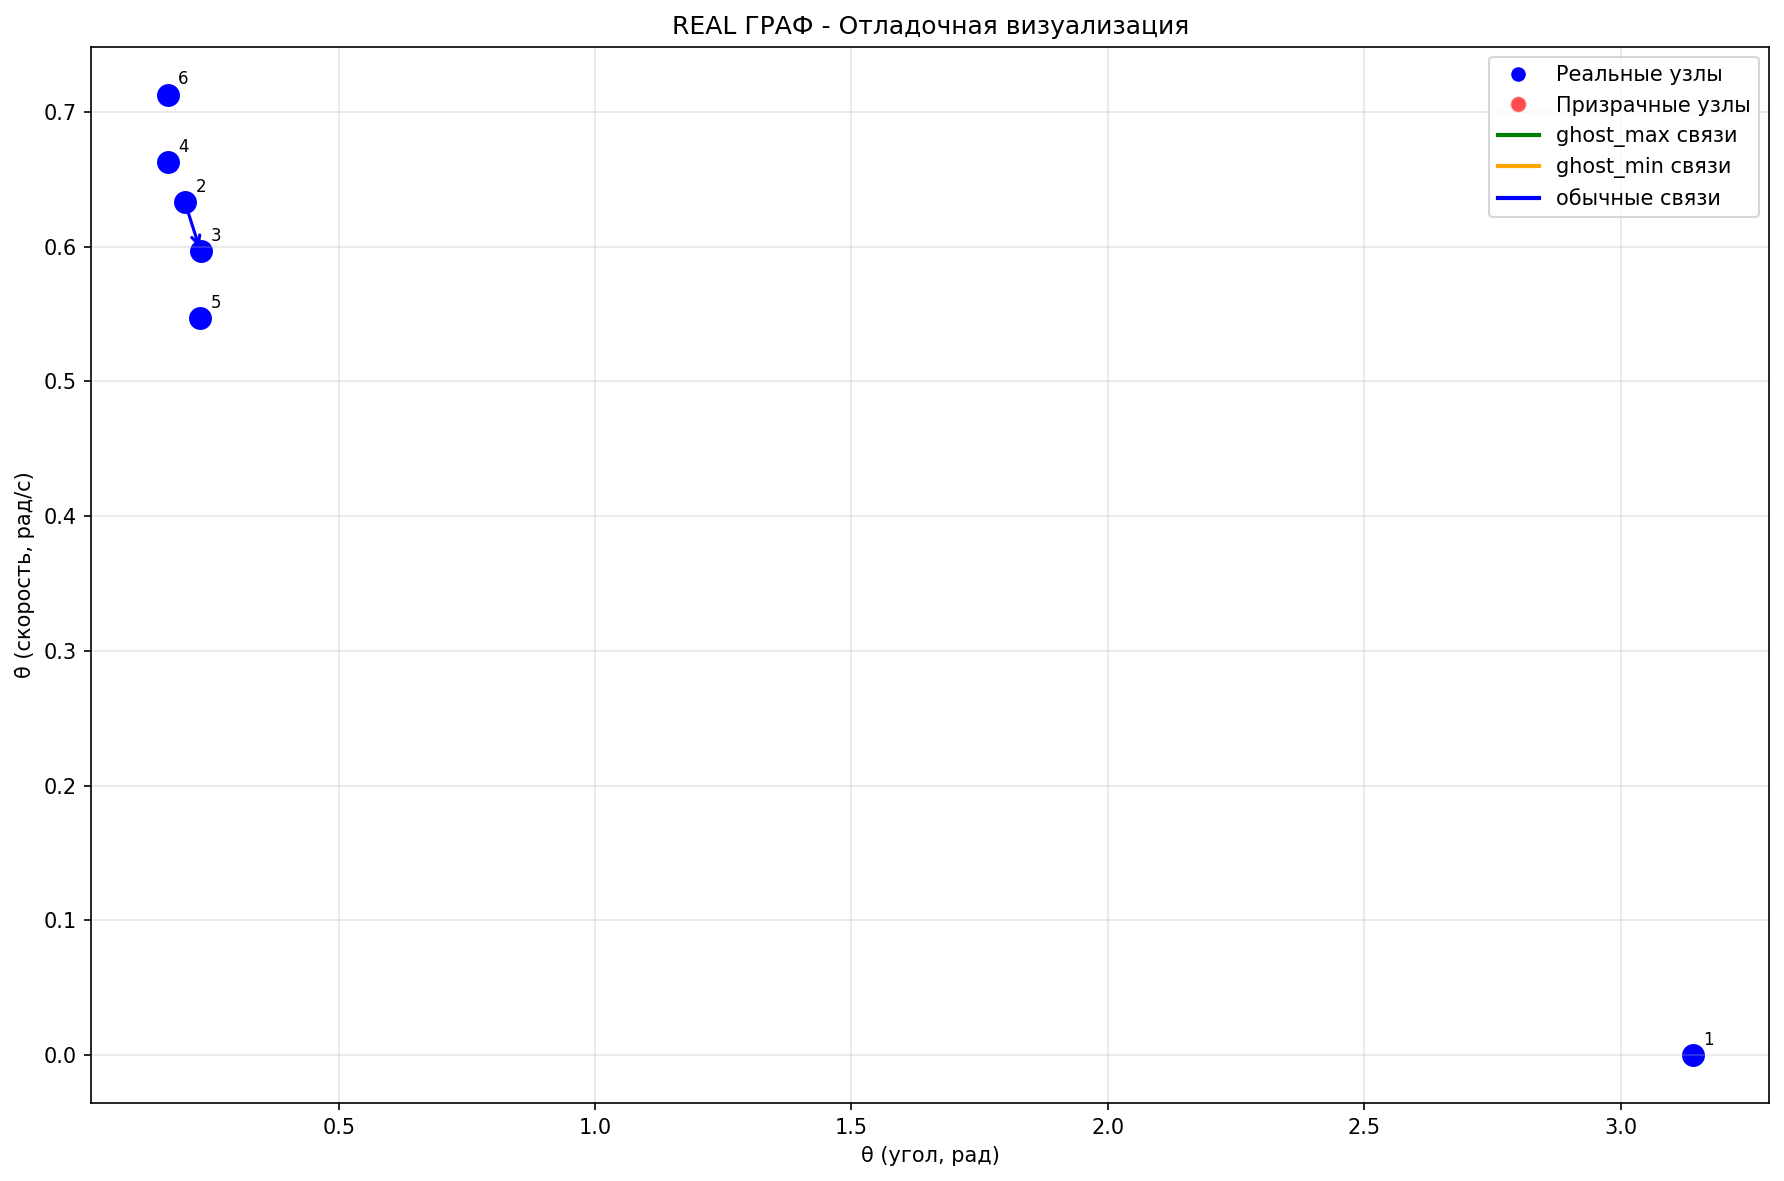 REAL ГРАФ - Отладочная визуализация
Реальные узлы
Призрачные узлы
ghost_max связи
ghost_min связи
обычные связи
6
4
2
3
5
1
0.7
0.6
0.5
0.4
0.3
0.2
0.1
0.0
θ̇ (скорость, рад/с)
0.5 1.0 1.5 2.0 2.5 3.0
θ (угол, рад)